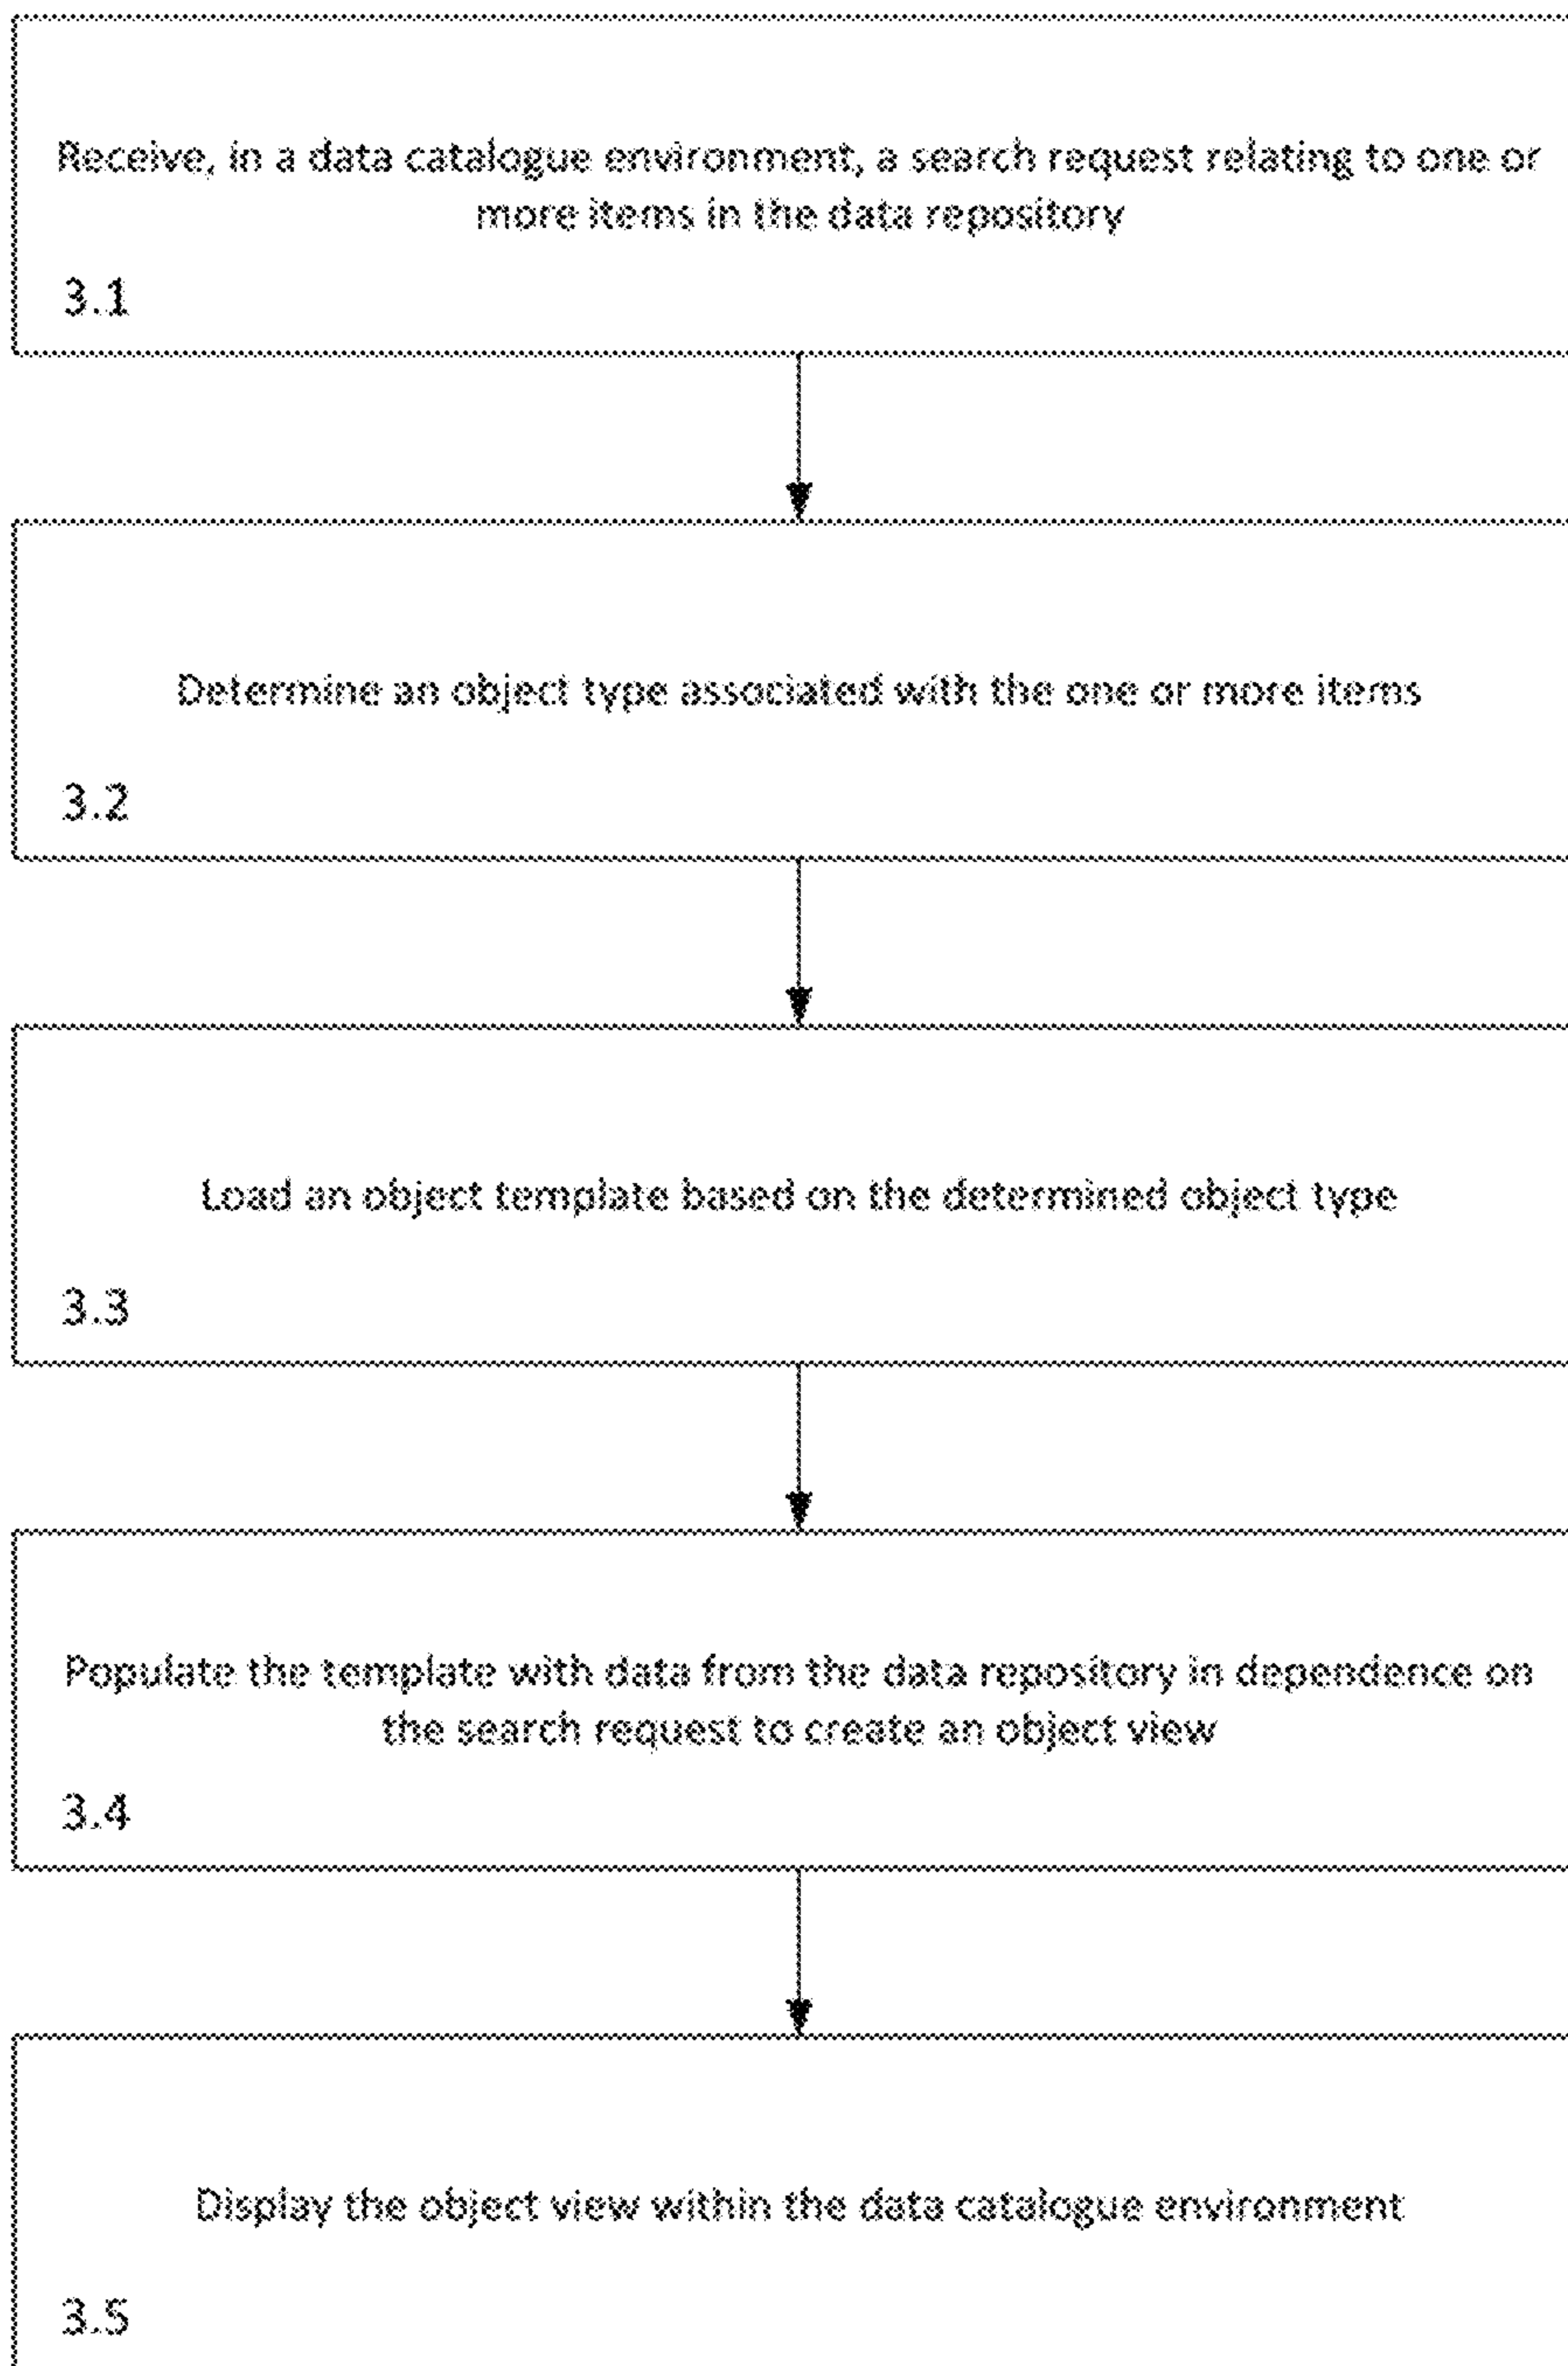 Receive, in a data catalogue environment, a search request relating to one or
more items in the data repository
3.1
Determine an object type associated with the one or more items
3.2
Load an object template based on the determined object type
3.3
Populate the template with data from the data repository in dependence on
the search request to create an object view
3.4
Display the object view within the data catalogue environment
3.5